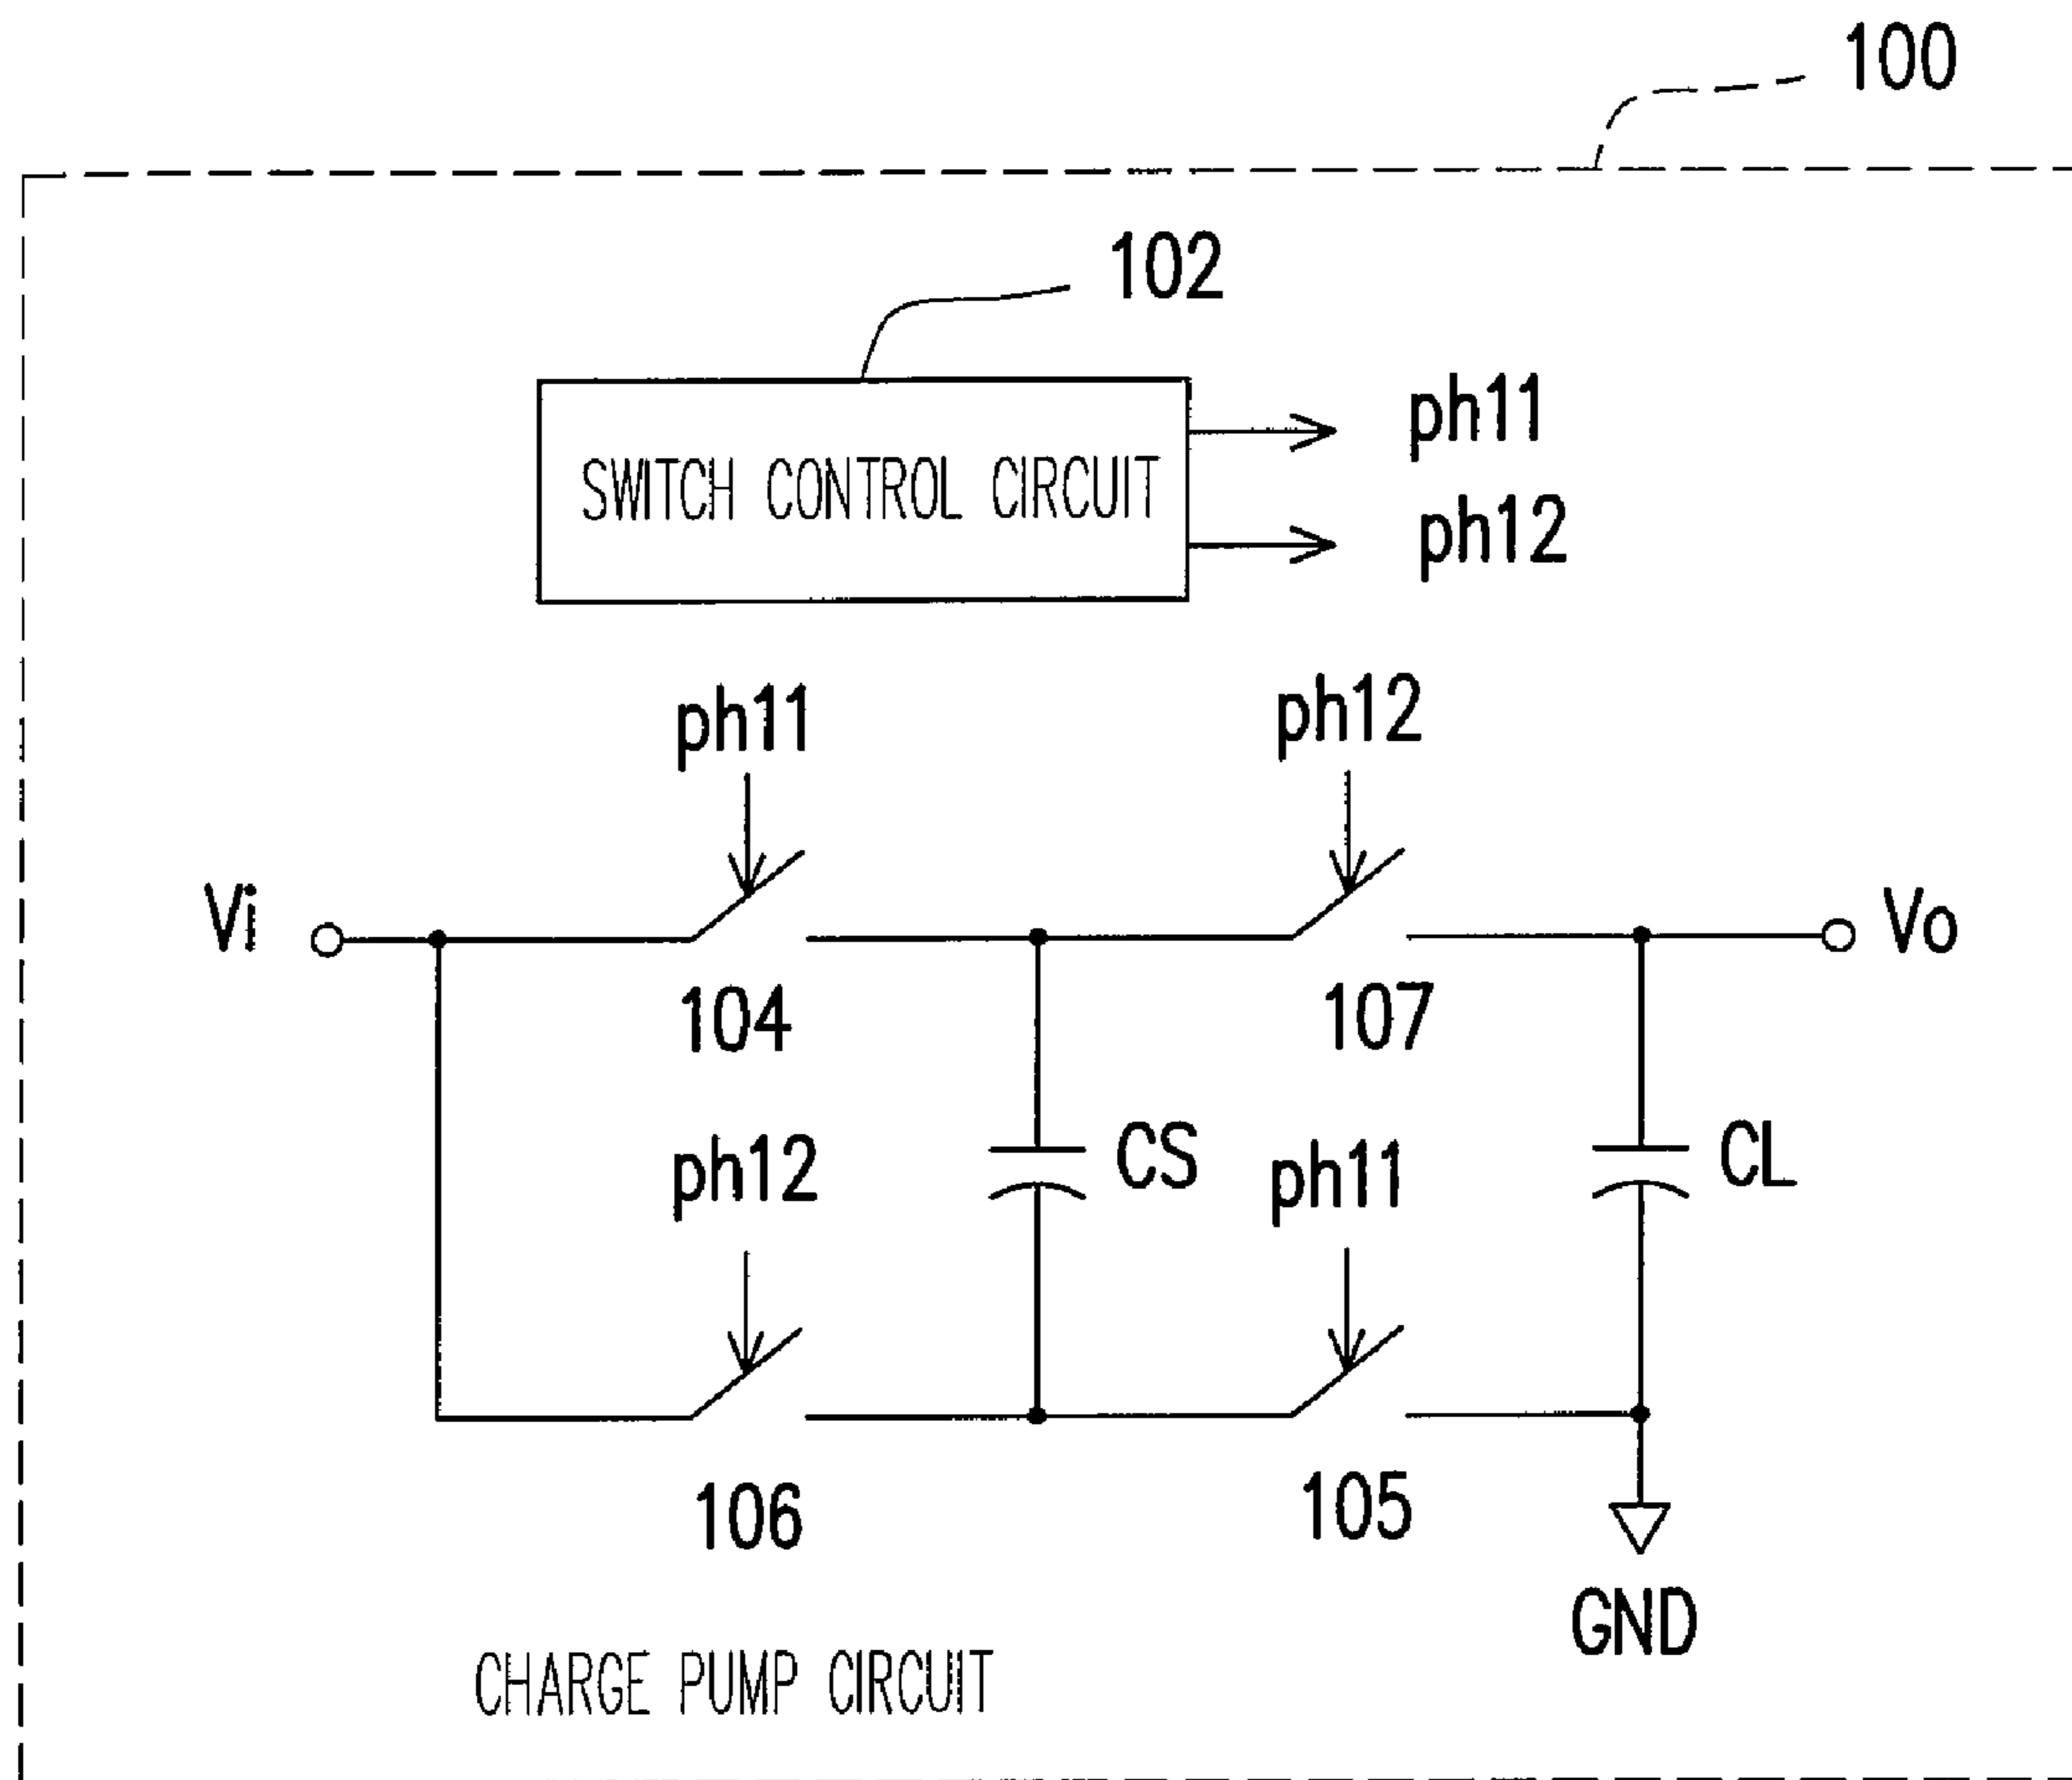 100
102
SWITCH CONTROL CIRCUIT
ph11
ph12
ph11
ph12
Vi
Vo
104
107
ph12
CS
ph11
CL
106
105
GND
CHARGE PUMP CIRCUIT